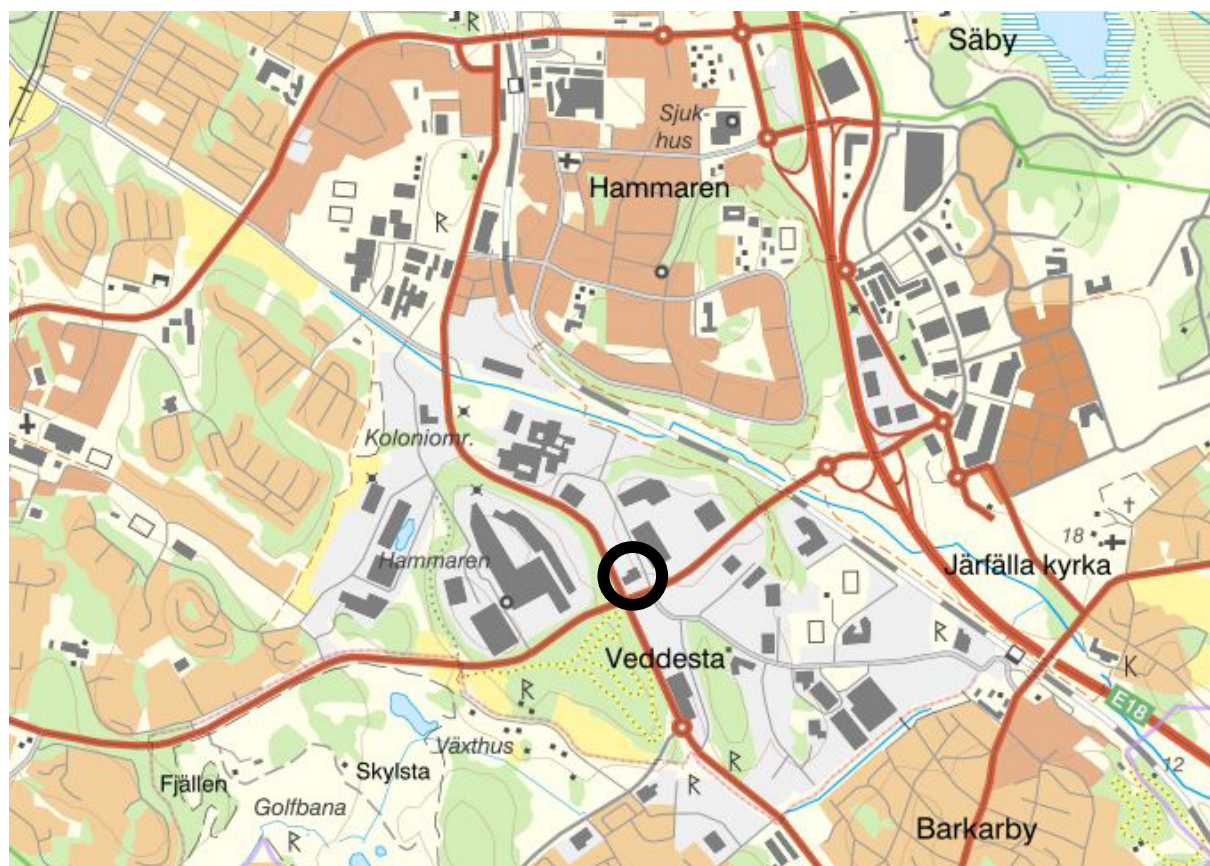 Säby
Sjuk-
hus
Hammaren
Koloniomr.
Hammaren
18
Järfälla kyrka
Veddesta
K
E18
Växthus
12
Fjällen
Skylsta
Golfbana
Barkarby